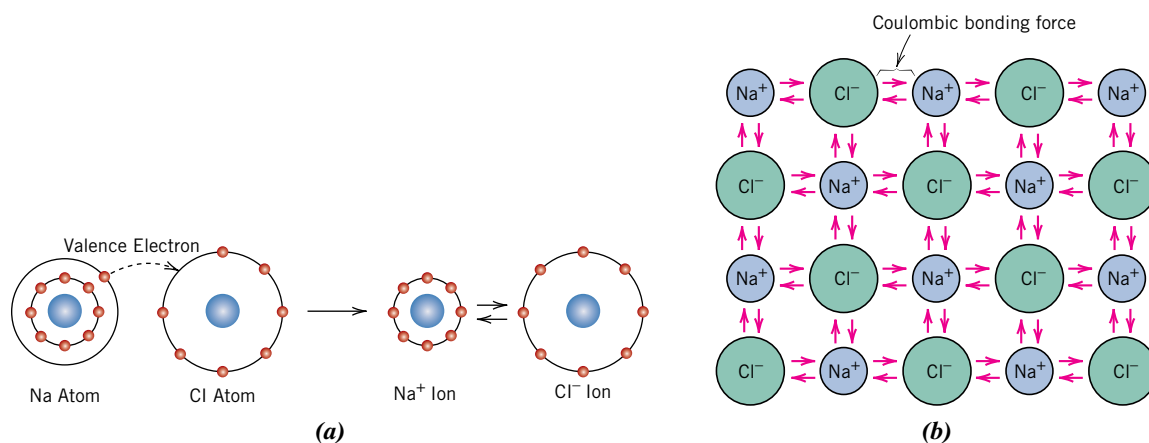 Valence Electron
Na Atom
Cl Atom
Na⁺ Ion
Cl⁻ Ion
(a)
Coulombic bonding force
Na⁺ Cl⁻ Na⁺ Cl⁻ Na⁺
Cl⁻ Na⁺ Cl⁻ Na⁺ Cl⁻
Na⁺ Cl⁻ Na⁺ Cl⁻ Na⁺
Cl⁻ Na⁺ Cl⁻ Na⁺ Cl⁻
(b)